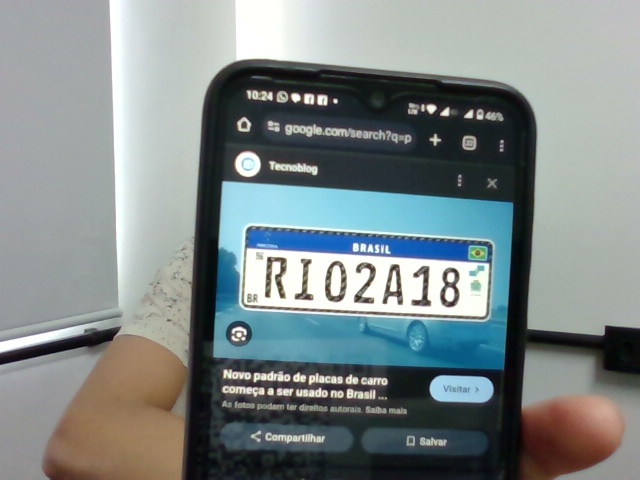 10:24
46%
google.com/search?q=p
Tecnoblog
BRASIL
RIO2A18
BR
Novo padrão de placas de carro
começa a ser usado no Brasil ...
Visitar >
As fotos podem ter direitos autorais. Saiba mais
Compartilhar
Salvar